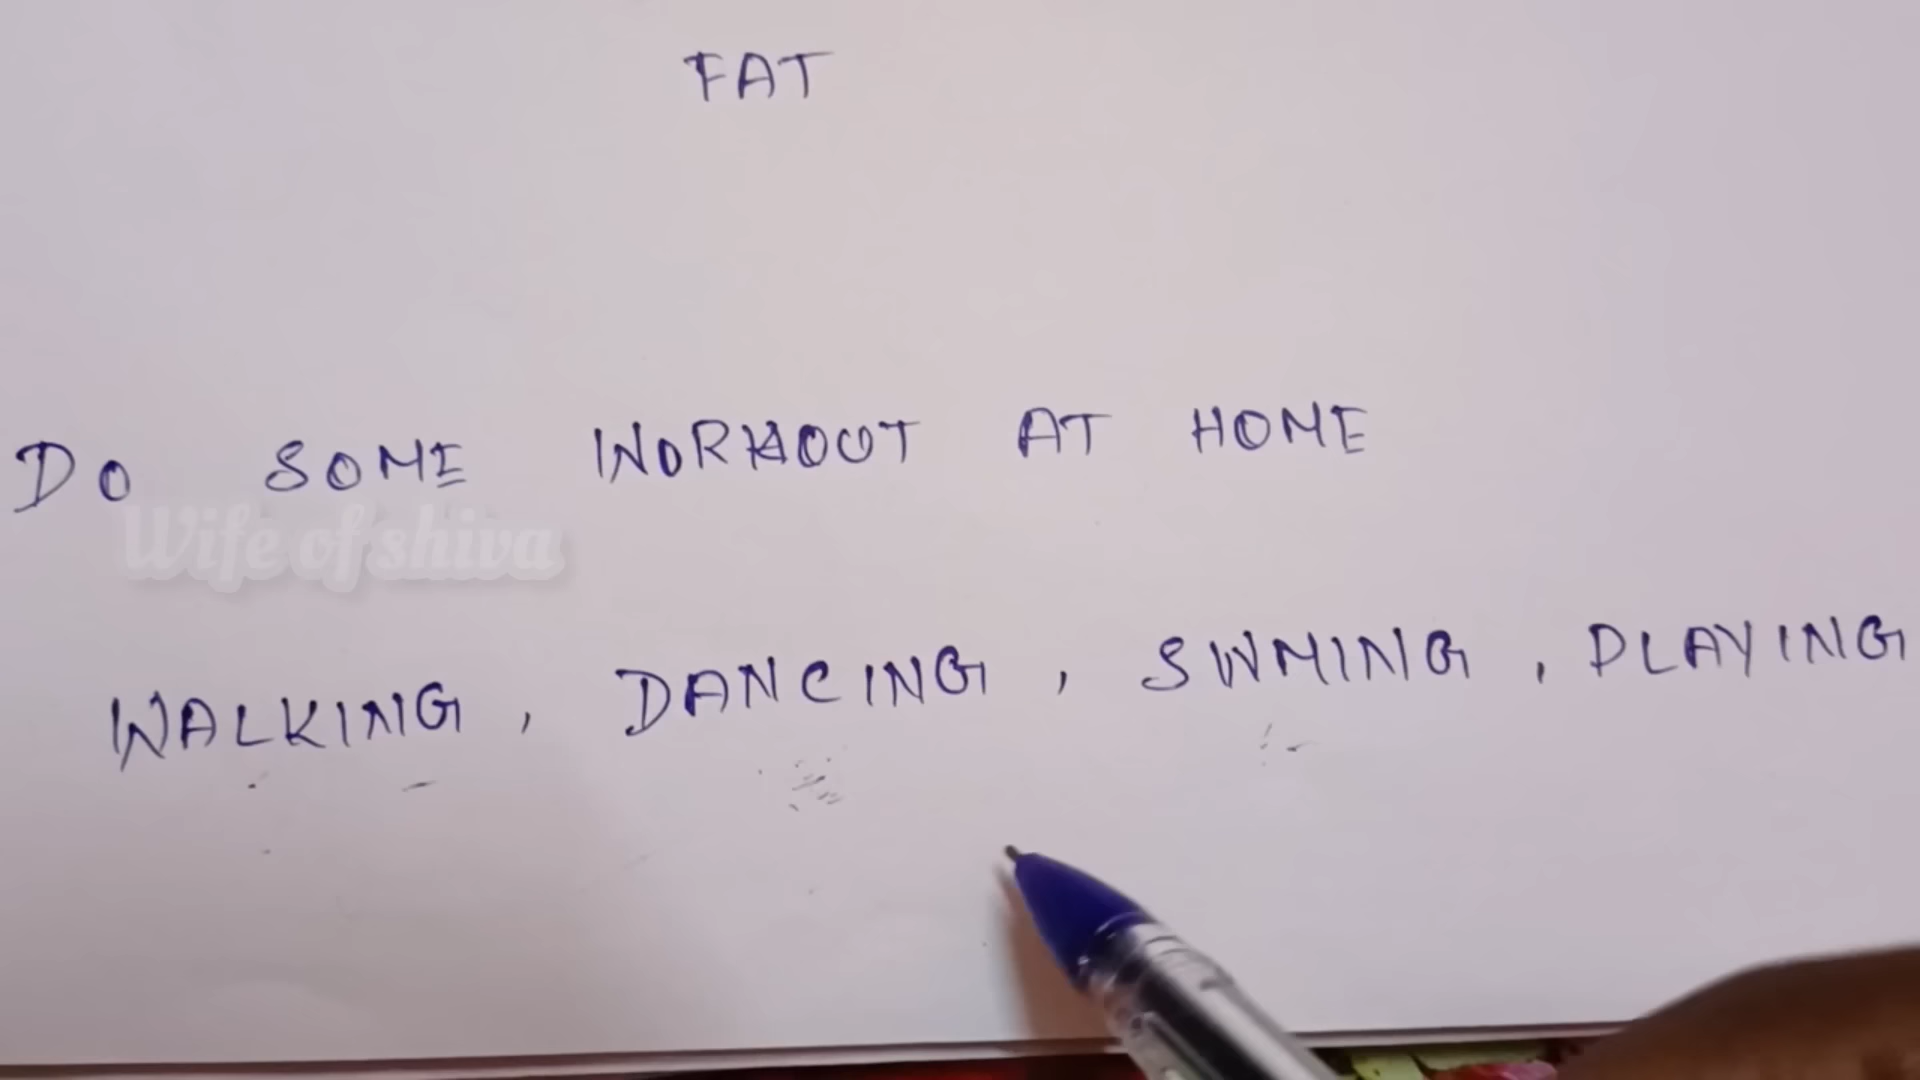 FAT
DO SOME WORKOUT AT HOME
Wife of shiva
WALKING, DANCING, SWMING, PLAYING